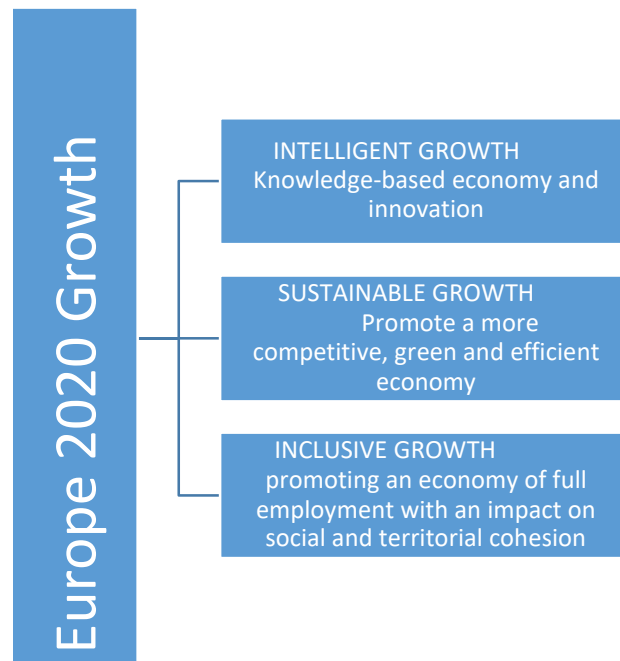 Europe 2020 Growth
INTELLIGENT GROWTH
Knowledge-based economy and
innovation
SUSTAINABLE GROWTH
Promote a more
competitive, green and efficient
economy
INCLUSIVE GROWTH
promoting an economy of full
employment with an impact on
social and territorial cohesion